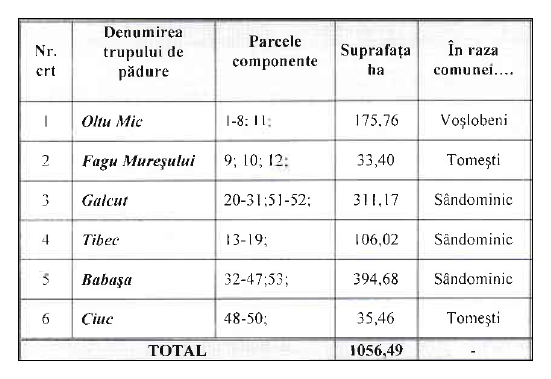 Nr. crt | Denumirea trupului de pădure | Parcele componente | Suprafața ha | În raza comunei....
1 | Oltu Mic | 1-8; 11; | 175,76 | Voșlobeni
2 | Fagu Mureșului | 9; 10; 12; | 33,40 | Tomești
3 | Galcut | 20-31;51-52; | 311,17 | Sândominic
4 | Tibec | 13-19; | 106,02 | Sândominic
5 | Babașa | 32-47;53; | 394,68 | Sândominic
6 | Ciuc | 48-50; | 35,46 | Tomești
TOTAL | 1056,49 | -